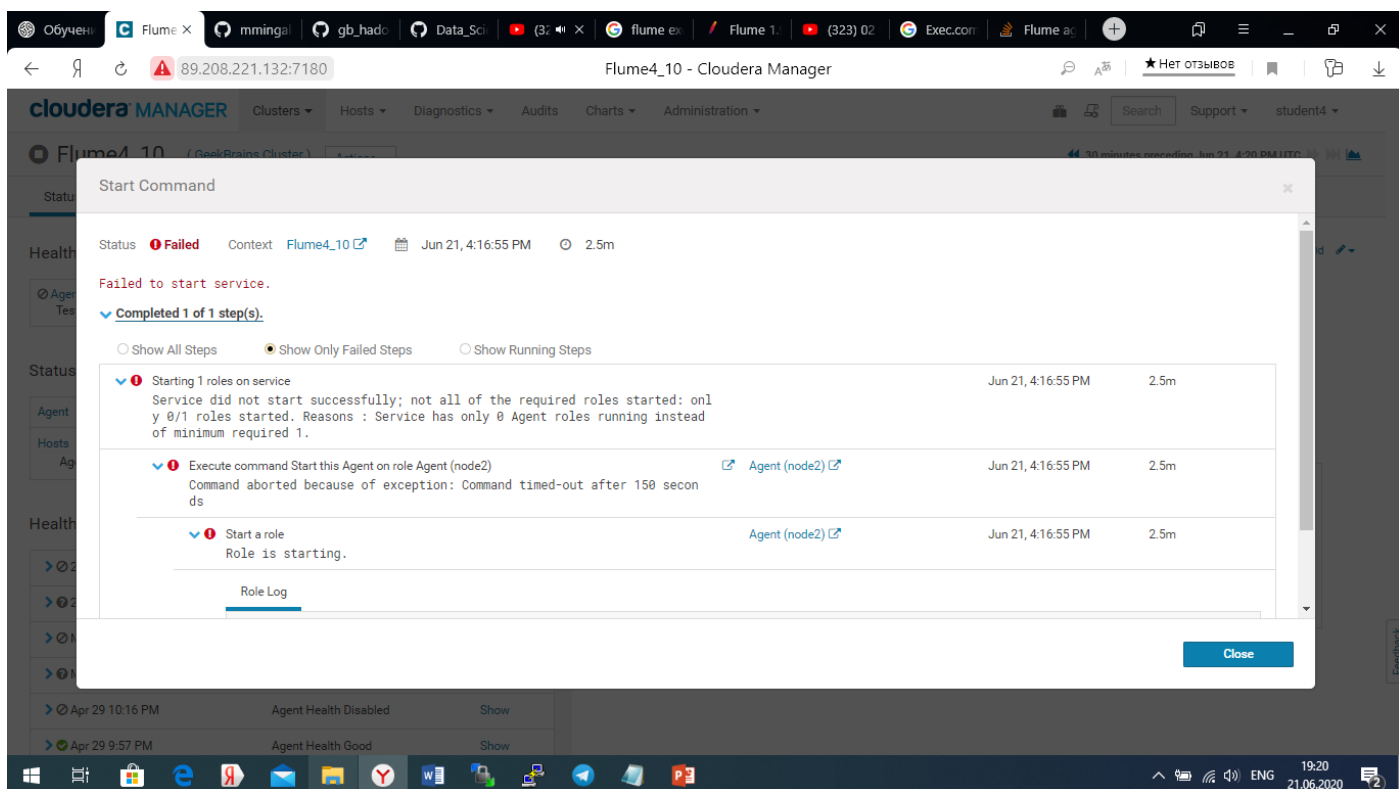 Обучени
Flume
mmingal
gb_hado
Data_Sci
(32
flume ex
Flume 1.
(323) 02
Exec.com
Flume ag
89.208.221.132:7180
Flume4_10 - Cloudera Manager
Нет отзывов
cloudera MANAGER
Clusters
Hosts
Diagnostics
Audits
Charts
Administration
Search
Support
student4
Flume4_10
(GeekBrains Cluster)
Actions
30 minutes preceding Jun 21, 4:20 PM UTC
Statu
Start Command
Status Failed Context Flume4_10 Jun 21, 4:16:55 PM 2.5m
Health
Failed to start service.
Agen
Tes
Completed 1 of 1 step(s).
Show All Steps Show Only Failed Steps Show Running Steps
Status
Starting 1 roles on service Jun 21, 4:16:55 PM 2.5m
Service did not start successfully; not all of the required roles started: onl
y 0/1 roles started. Reasons : Service has only 0 Agent roles running instead
of minimum required 1.
Agent
Hosts
Ag
Execute command Start this Agent on role Agent (node2) Agent (node2) Jun 21, 4:16:55 PM 2.5m
Command aborted because of exception: Command timed-out after 150 secon
ds
Health
Start a role Agent (node2) Jun 21, 4:16:55 PM 2.5m
Role is starting.
Role Log
Close
Feedback
Apr 29 10:16 PM Agent Health Disabled Show
Apr 29 9:57 PM Agent Health Good Show
ENG
19:20
21.06.2020